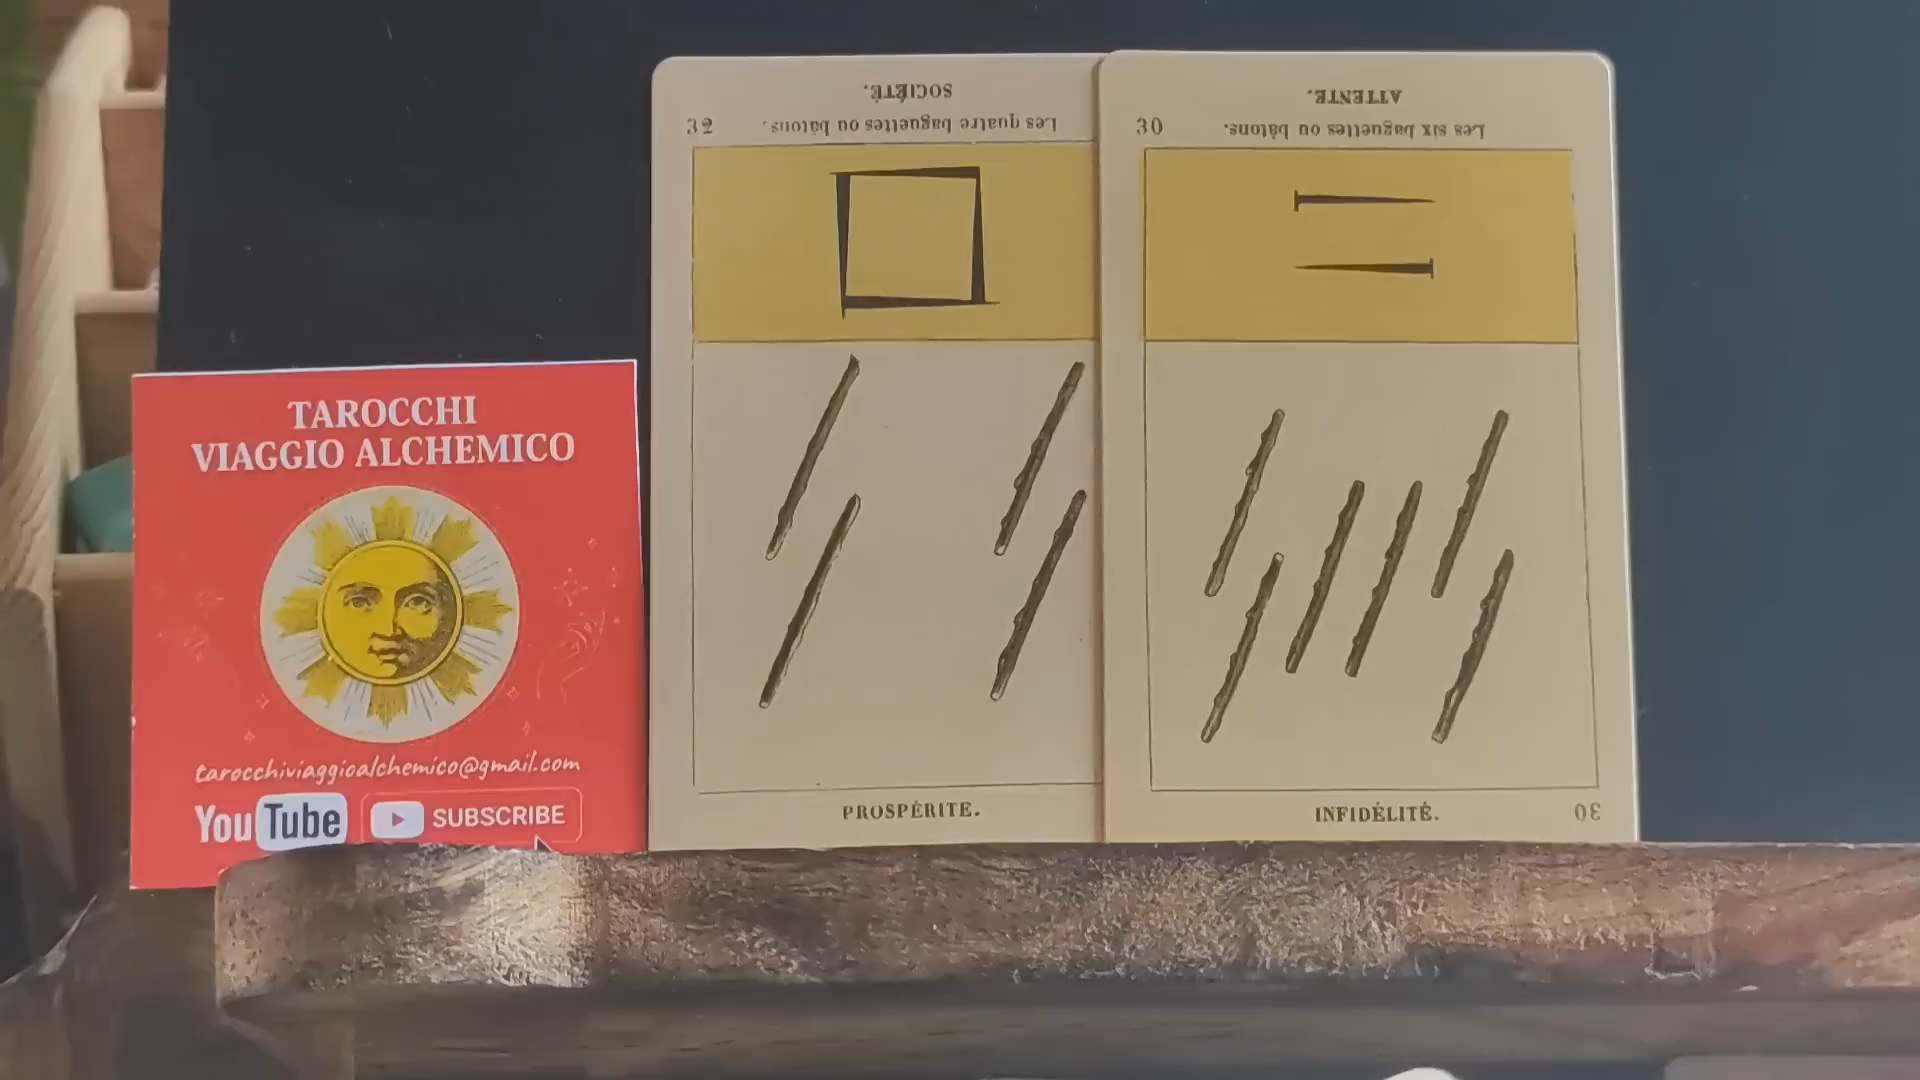 TAROCCHI
VIAGGIO ALCHEMICO
tarocchiviaggioalchemico@gmail.com
YouTube SUBSCRIBE
SOCIÉTÉ.
32 Les quatre baguettes ou bâtons.
PROSPÉRITÉ.
ATTENTE.
30 Les six baguettes ou bâtons.
INFIDÉLITÉ. 30